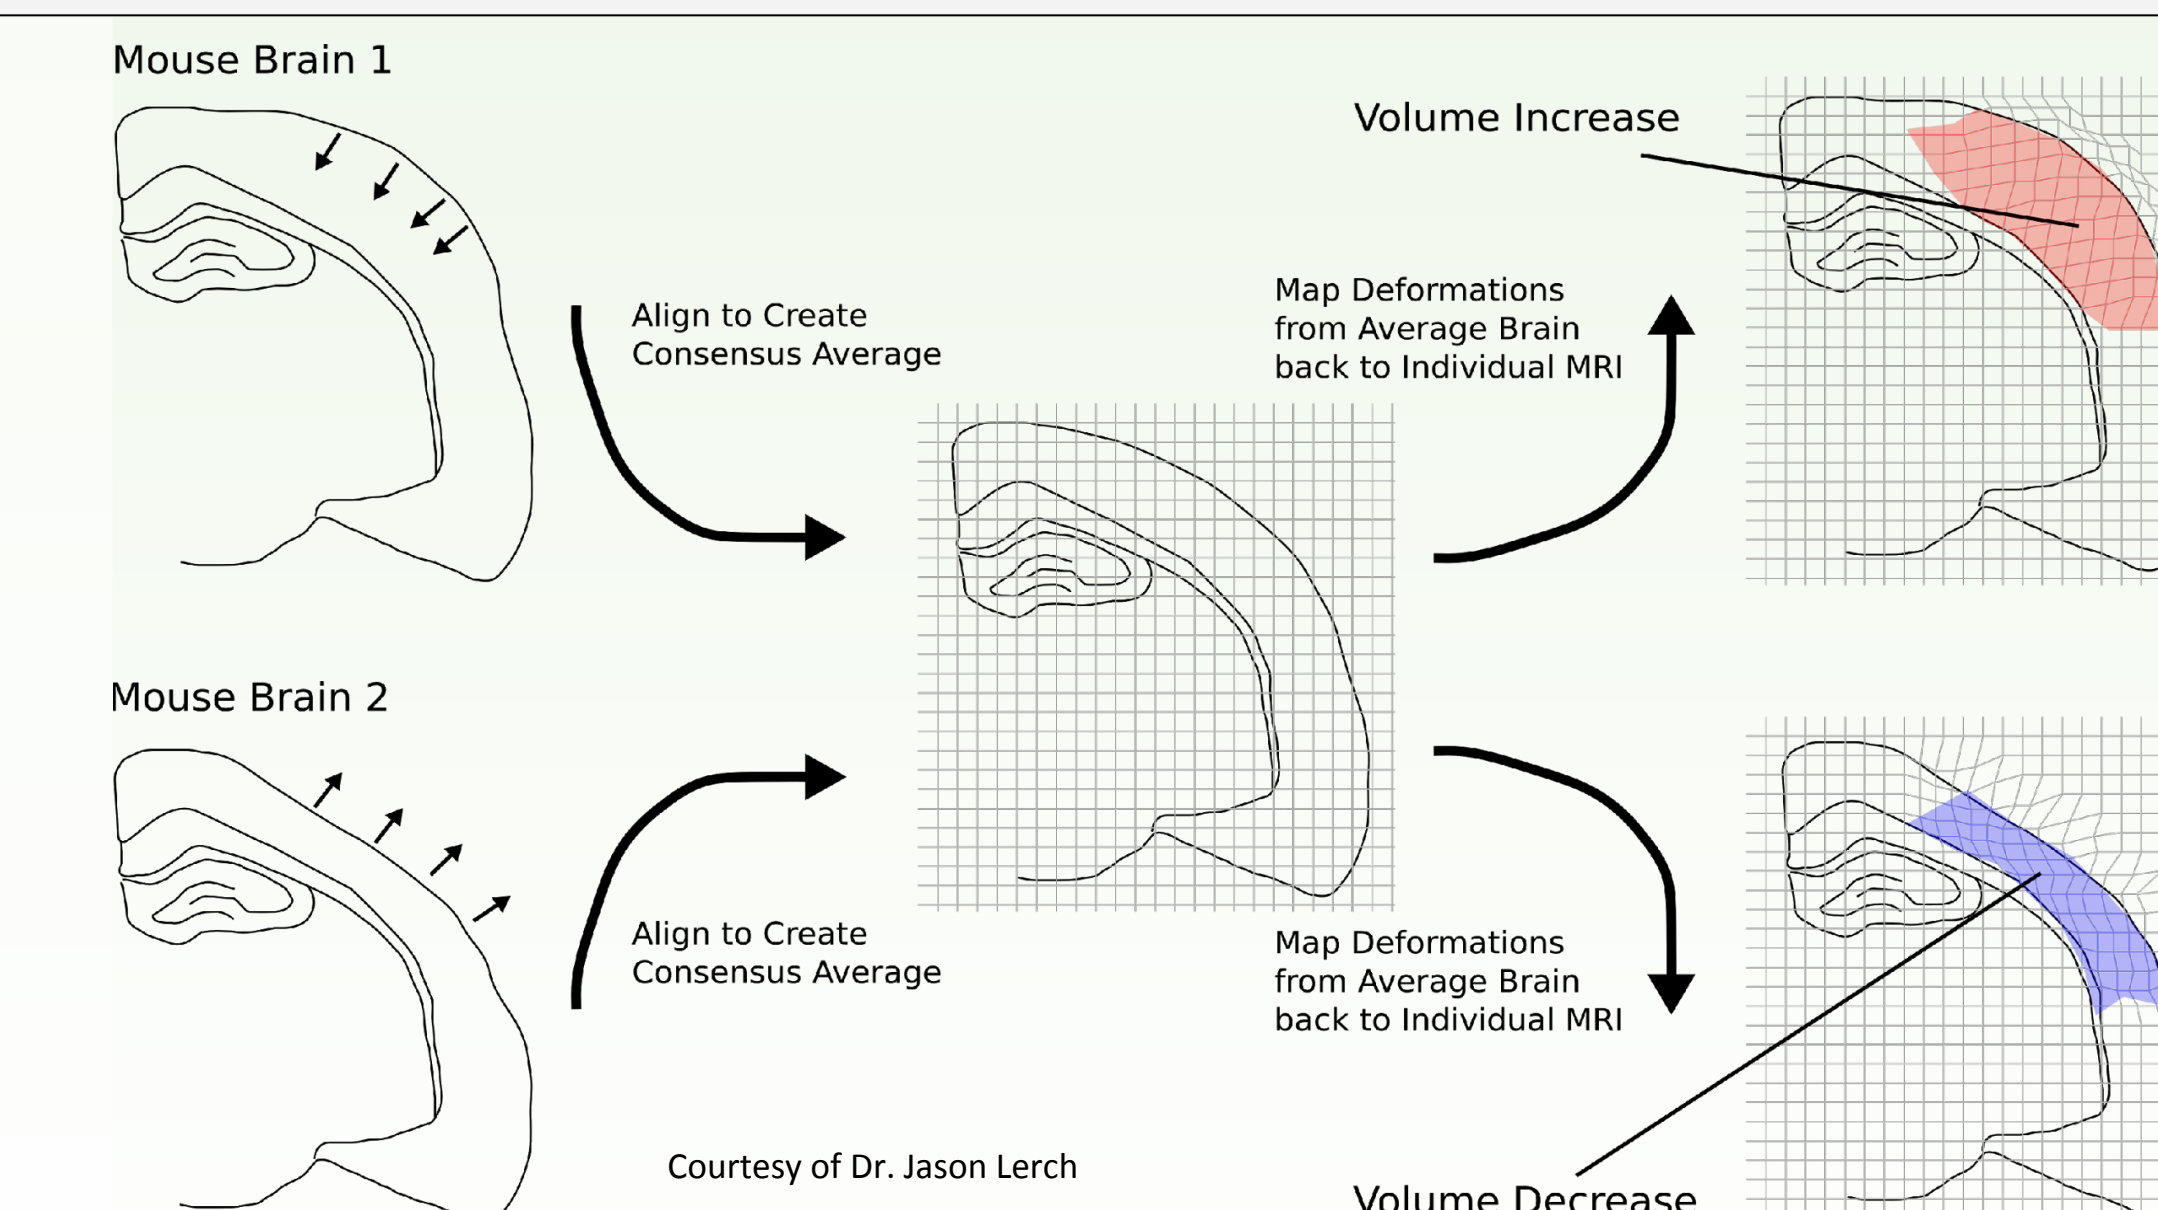 Mouse Brain 1
Volume Increase
Align to Create
Consensus Average
Map Deformations
from Average Brain
back to Individual MRI
Mouse Brain 2
Align to Create
Consensus Average
Map Deformations
from Average Brain
back to Individual MRI
Courtesy of Dr. Jason Lerch
Volume Decrease